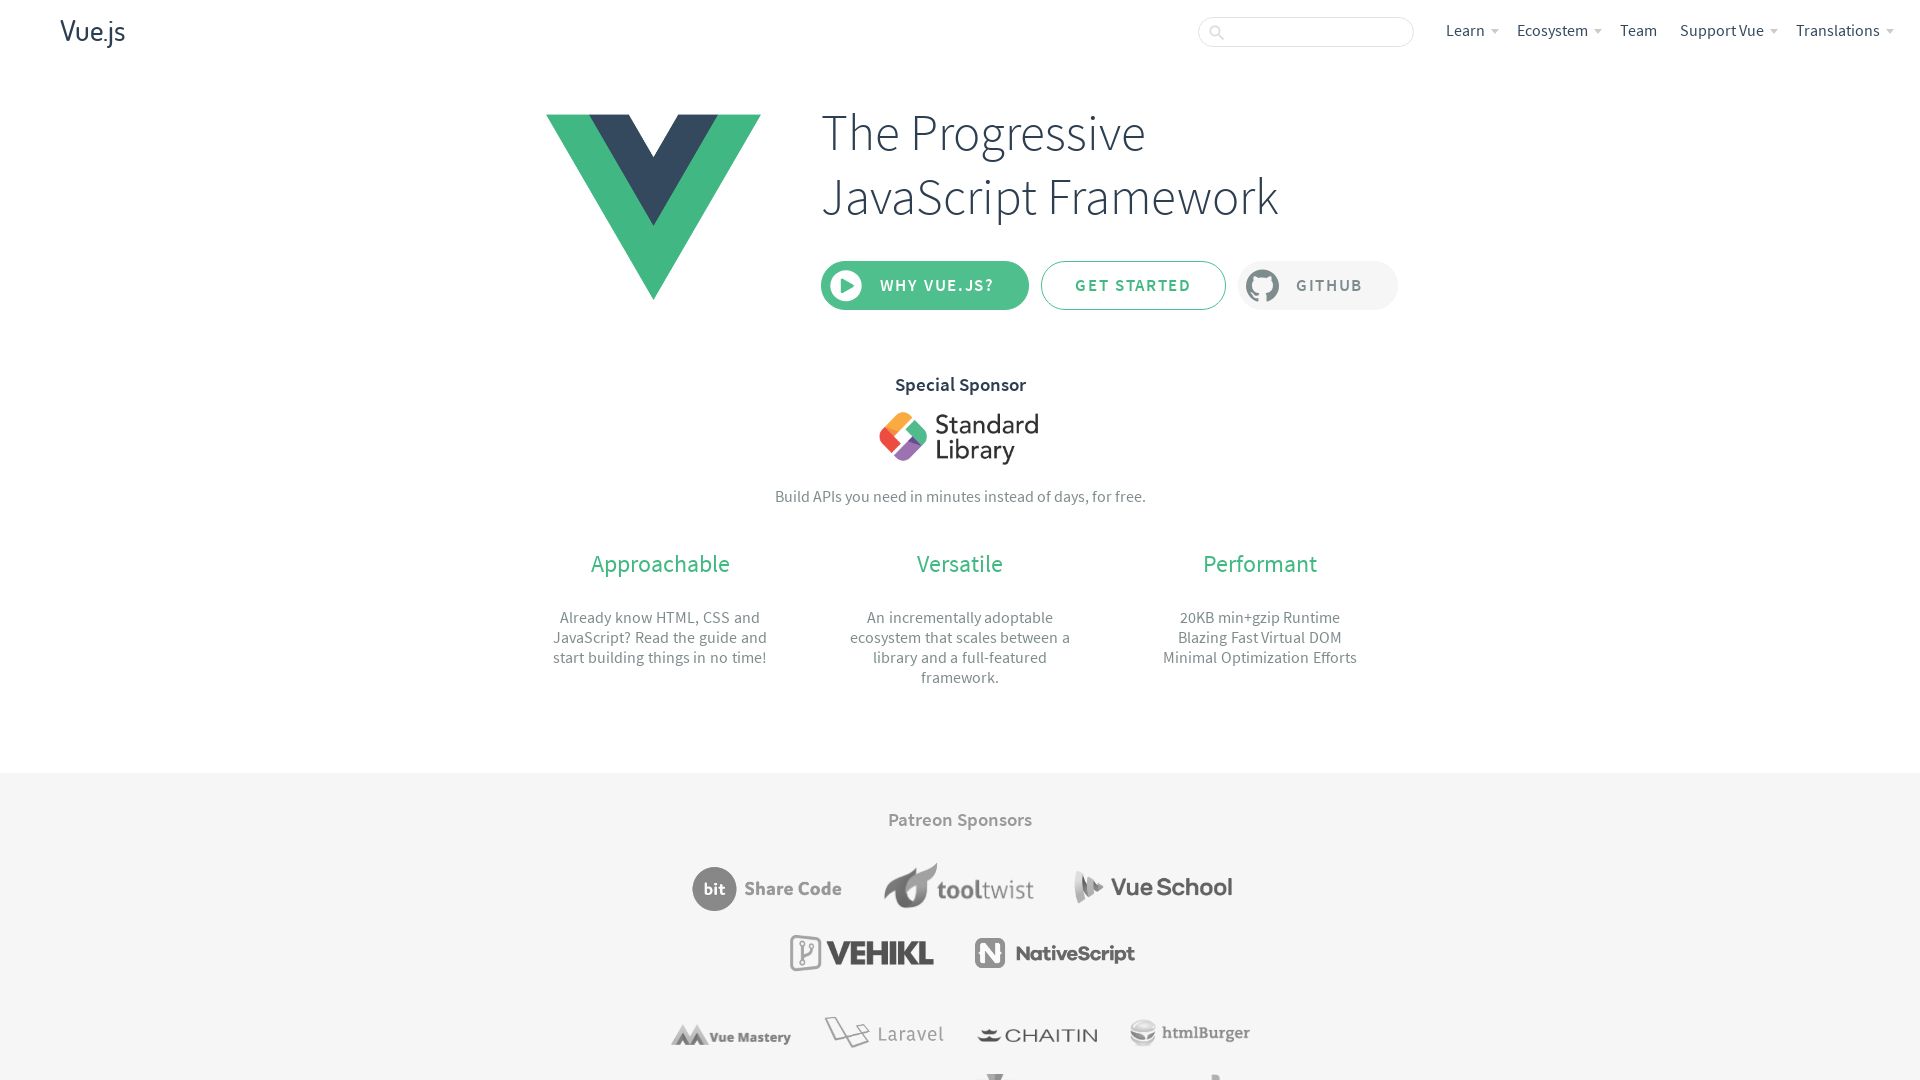 Vue.js
Learn
Ecosystem
Team
Support Vue
Translations
The Progressive
JavaScript Framework
WHY VUE.JS?
GET STARTED
GITHUB
Special Sponsor
Standard
Library
Build APIs you need in minutes instead of days, for free.
Approachable
Already know HTML, CSS and
JavaScript? Read the guide and
start building things in no time!
Versatile
An incrementally adoptable
ecosystem that scales between a
library and a full-featured
framework.
Performant
20KB min+gzip Runtime
Blazing Fast Virtual DOM
Minimal Optimization Efforts
Patreon Sponsors
bit Share Code
tooltwist
Vue School
VEHIKL
NativeScript
Vue Mastery
Laravel
CHAITIN
htmlBurger